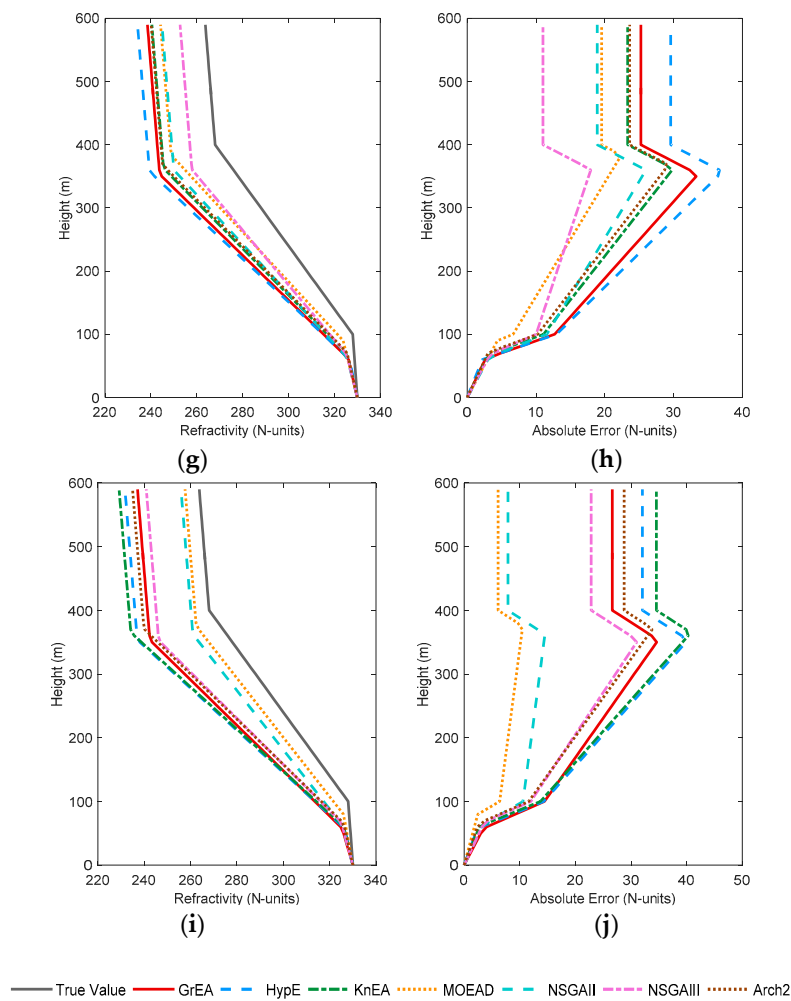 600
500
400
300
200
100
0
Height (m)
220 240 260 280 300 320 340
Refractivity (N-units)
(g)
600
500
400
300
200
100
0
Height (m)
0 10 20 30 40
Absolute Error (N-units)
(h)
600
500
400
300
200
100
0
Height (m)
220 240 260 280 300 320 340
Refractivity (N-units)
(i)
600
500
400
300
200
100
0
Height (m)
0 10 20 30 40 50
Absolute Error (N-units)
(j)
True Value GrEA HypE KnEA MOEAD NSGAII NSGAIII Arch2